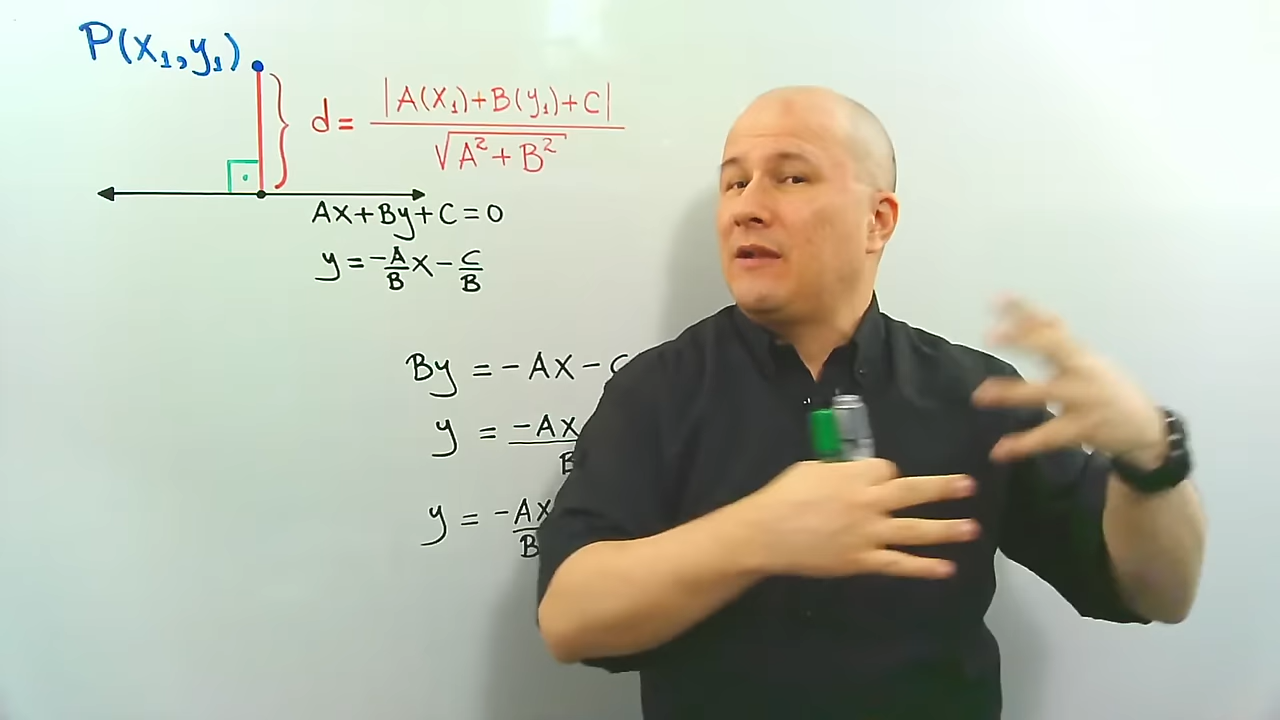 P(x₁,y₁)
d = |A(x₁)+B(y₁)+C| / √(A²+B²)
Ax+By+C=0
y=-A/B x - C/B
By = -Ax - C
y = -Ax / B
y = -Ax / B